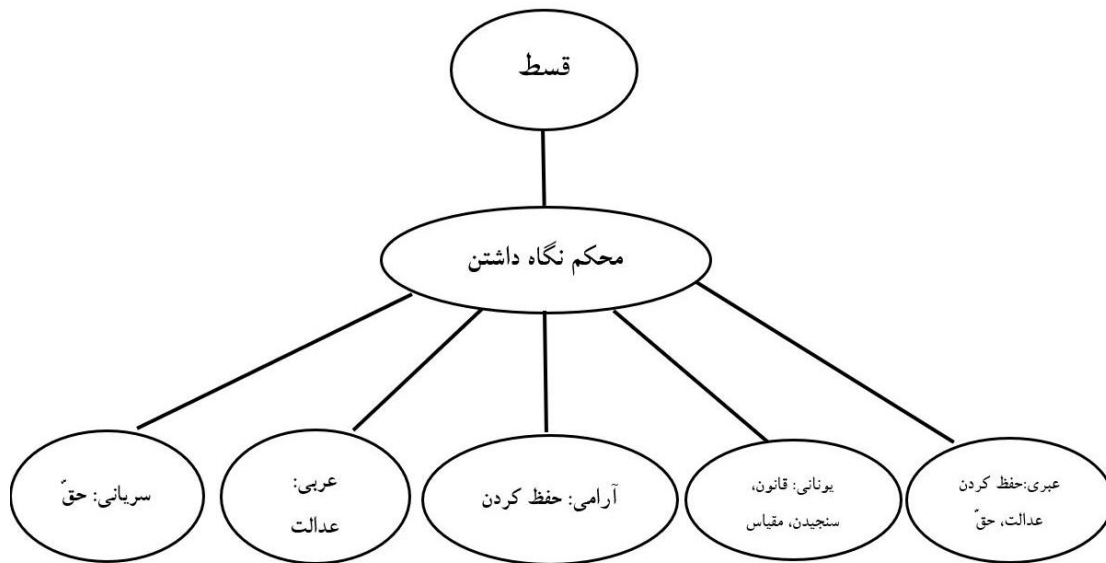 قسط
محکم نگاه داشتن
عبری:حفظ کردن
عدالت، حقّ
یونانی: قانون،
سنجیدن، مقیاس
آرامی: حفظ کردن
عربی:
عدالت
سریانی: حقّ